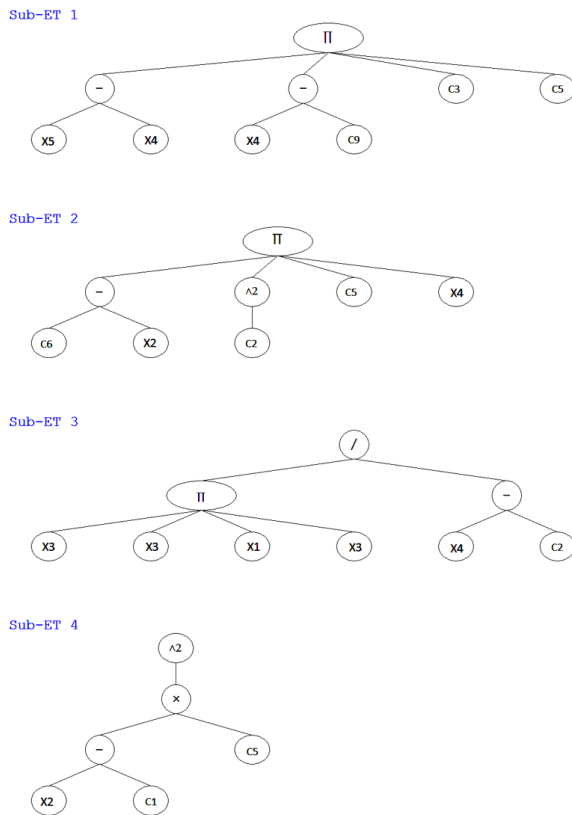 Sub-ET 1
Π
− − C3 C5
X5 X4 X4 C9
Sub-ET 2
Π
− ^2 C5 X4
C6 X2 C2
Sub-ET 3
/
Π −
X3 X3 X1 X3 X4 C2
Sub-ET 4
^2
×
− C5
X2 C1